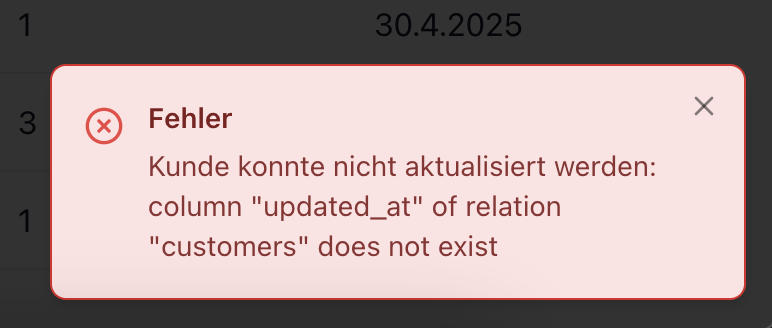 1 30.4.2025
Fehler
3
Kunde konnte nicht aktualisiert werden:
column "updated_at" of relation
1
"customers" does not exist